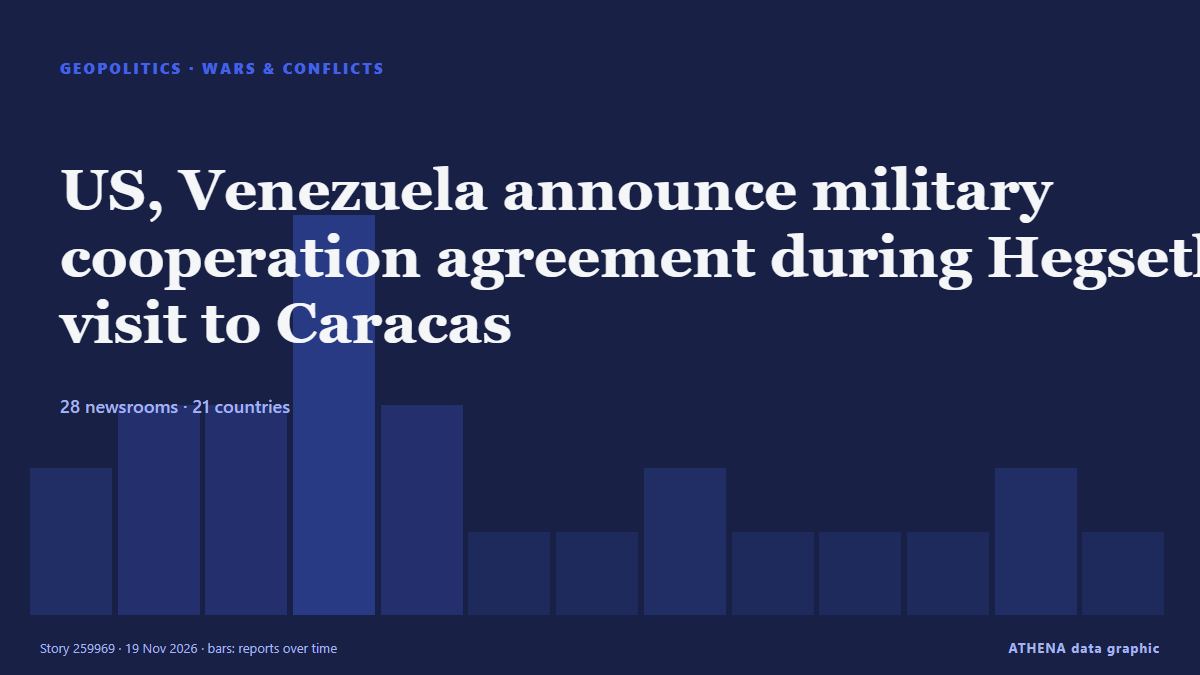 GEOPOLITICS · WARS & CONFLICTS
US, Venezuela announce military
cooperation agreement during Hegseth
visit to Caracas
28 newsrooms · 21 countries
Story 259969 · 19 Nov 2026 · bars: reports over time
ATHENA data graphic